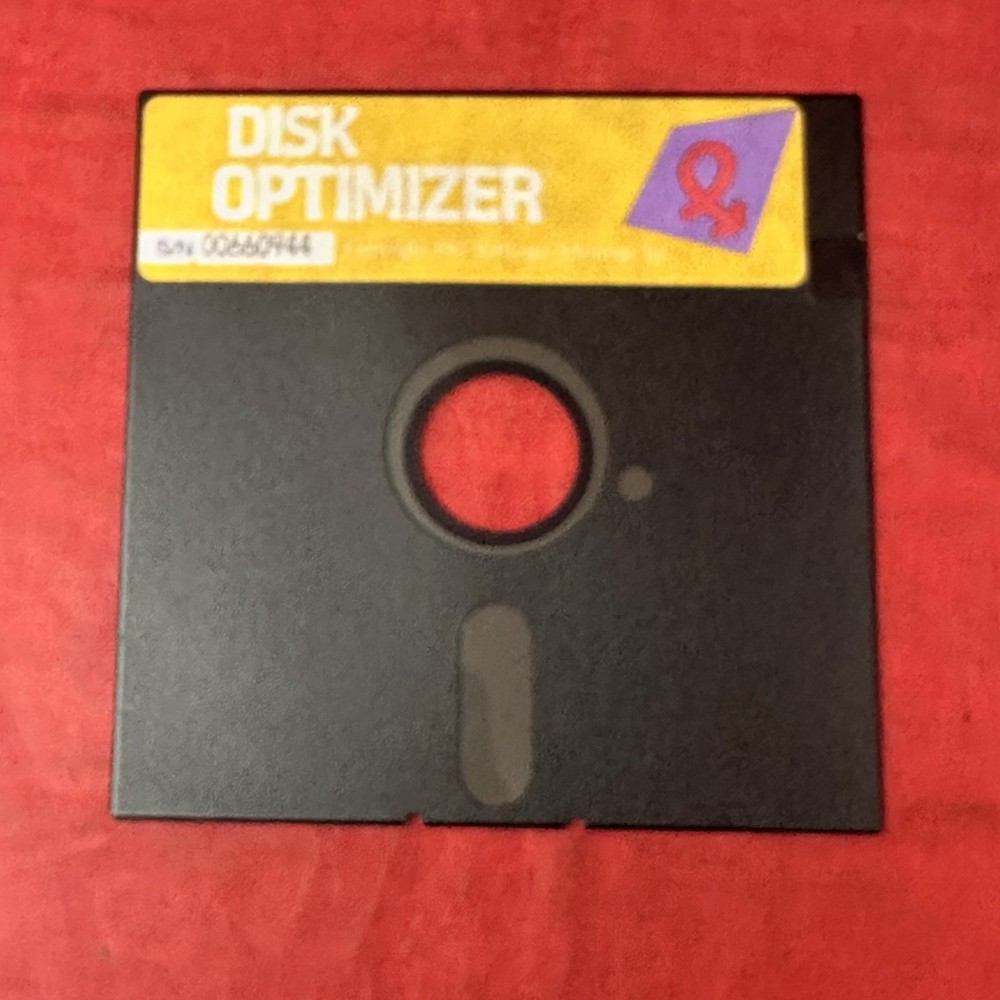 DISK
OPTIMIZER
S/N 00660944